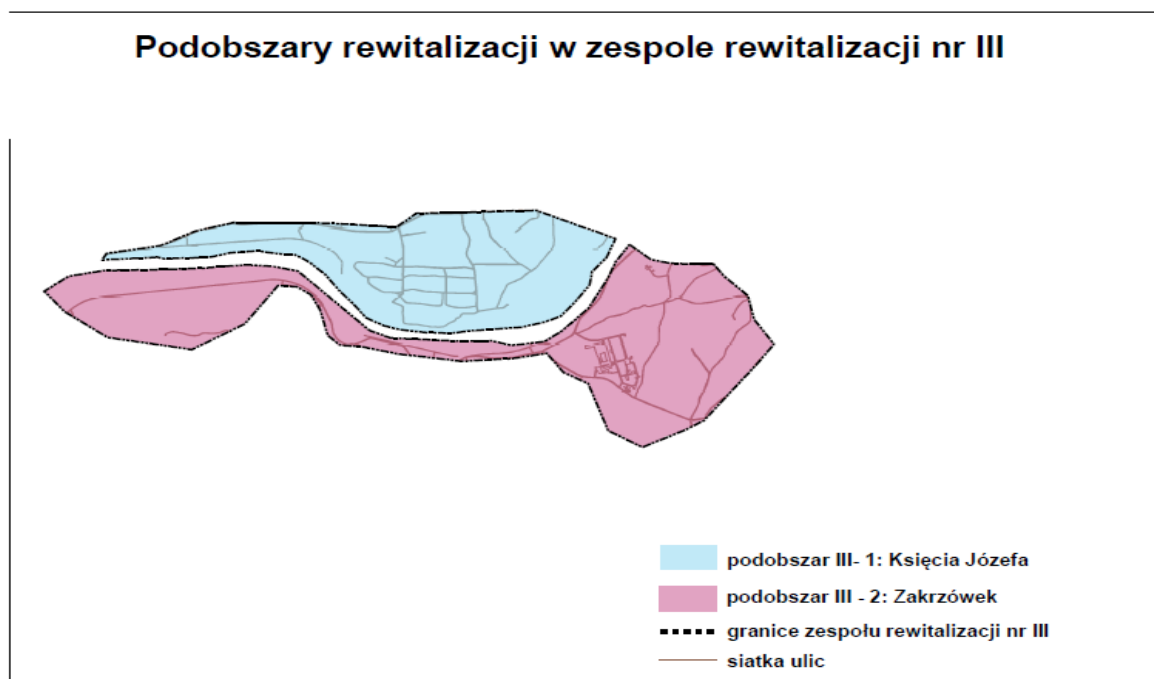 Podobszary rewitalizacji w zespole rewitalizacji nr III
podobszar III- 1: Księcia Józefa
podobszar III - 2: Zakrzówek
granice zespołu rewitalizacji nr III
siatka ulic